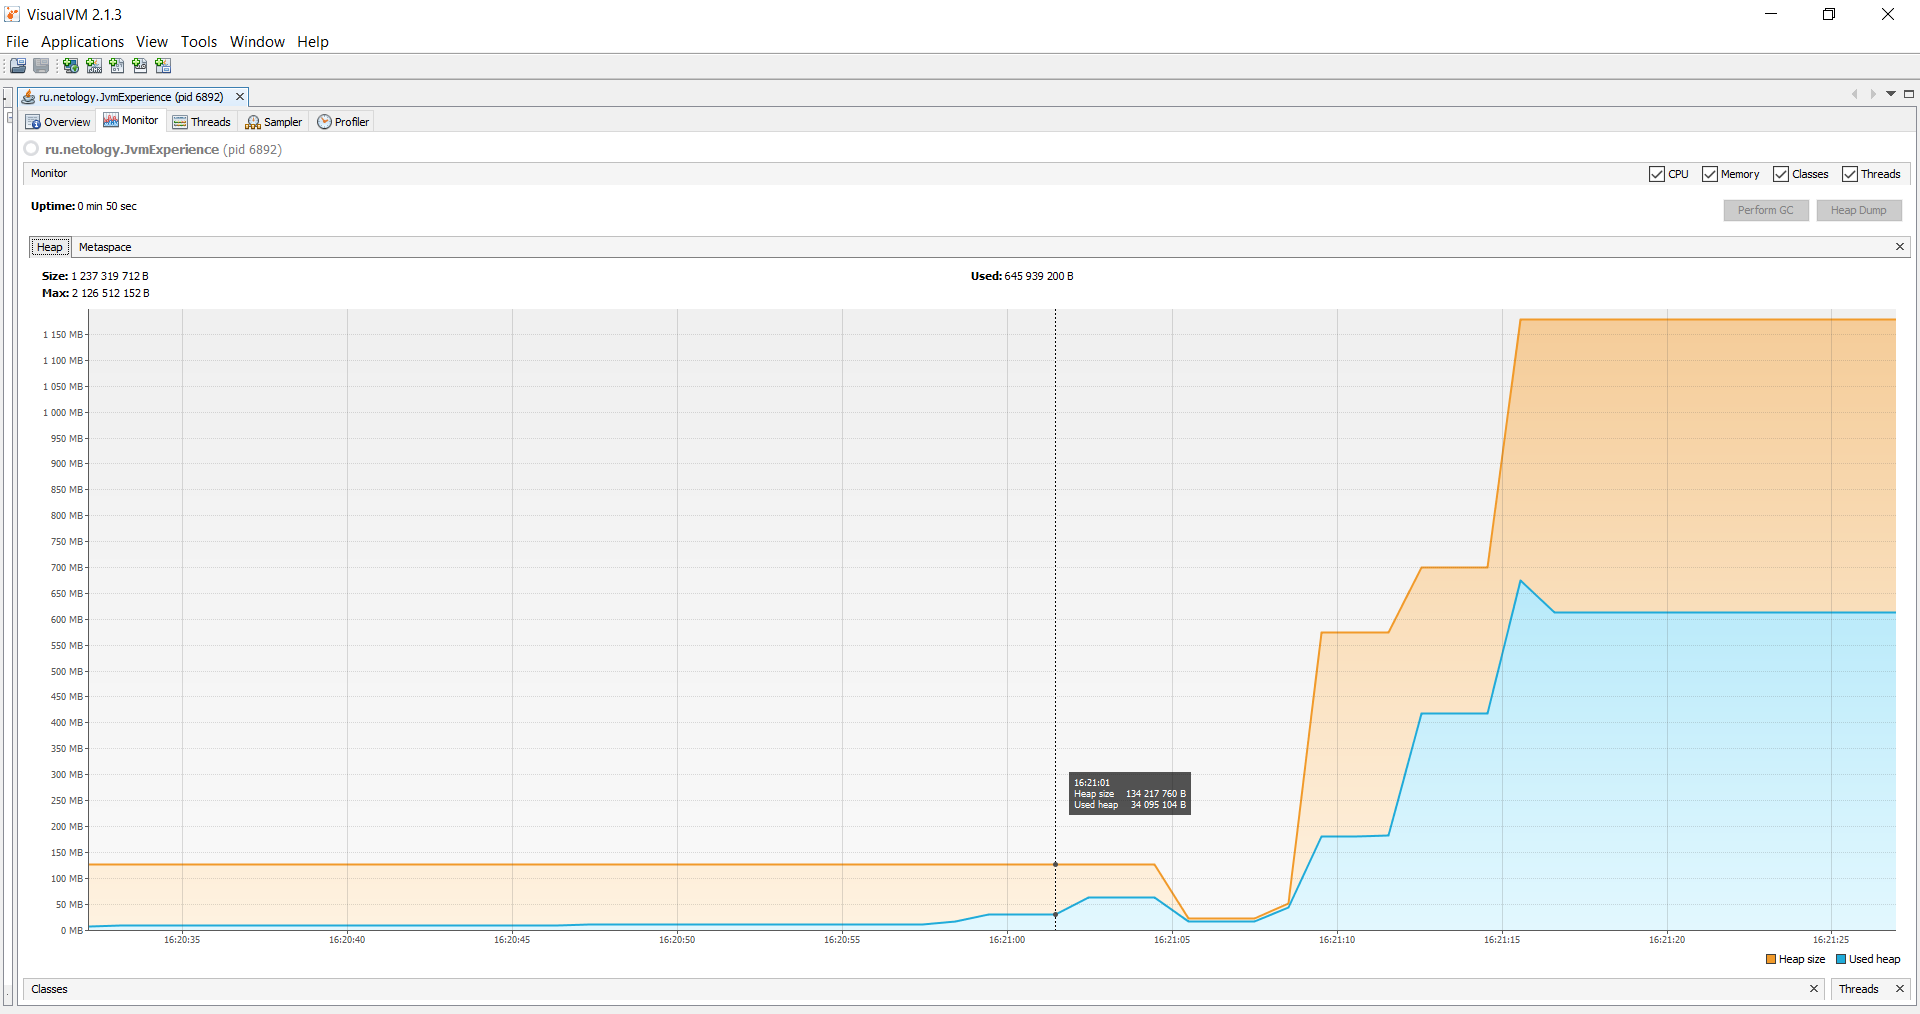 VisualVM 2.1.3
File Applications View Tools Window Help
ru.netology.JvmExperience (pid 6892)
Overview Monitor Threads Sampler Profiler
ru.netology.JvmExperience (pid 6892)
Monitor CPU Memory Classes Threads
Uptime: 0 min 50 sec
Perform GC Heap Dump
Heap Metaspace
Size: 1 237 319 712 B Used: 645 939 200 B
Max: 2 126 512 152 B
1 150 MB
1 100 MB
1 050 MB
1 000 MB
950 MB
900 MB
850 MB
800 MB
750 MB
700 MB
650 MB
600 MB
550 MB
500 MB
450 MB
400 MB
350 MB
300 MB
250 MB
200 MB
150 MB
100 MB
50 MB
0 MB
16:21:01
Heap size 134 217 760 B
Used heap 34 095 104 B
16:20:35 16:20:40 16:20:45 16:20:50 16:20:55 16:21:00 16:21:05 16:21:10 16:21:15 16:21:20 16:21:25
Heap size Used heap
Classes Threads